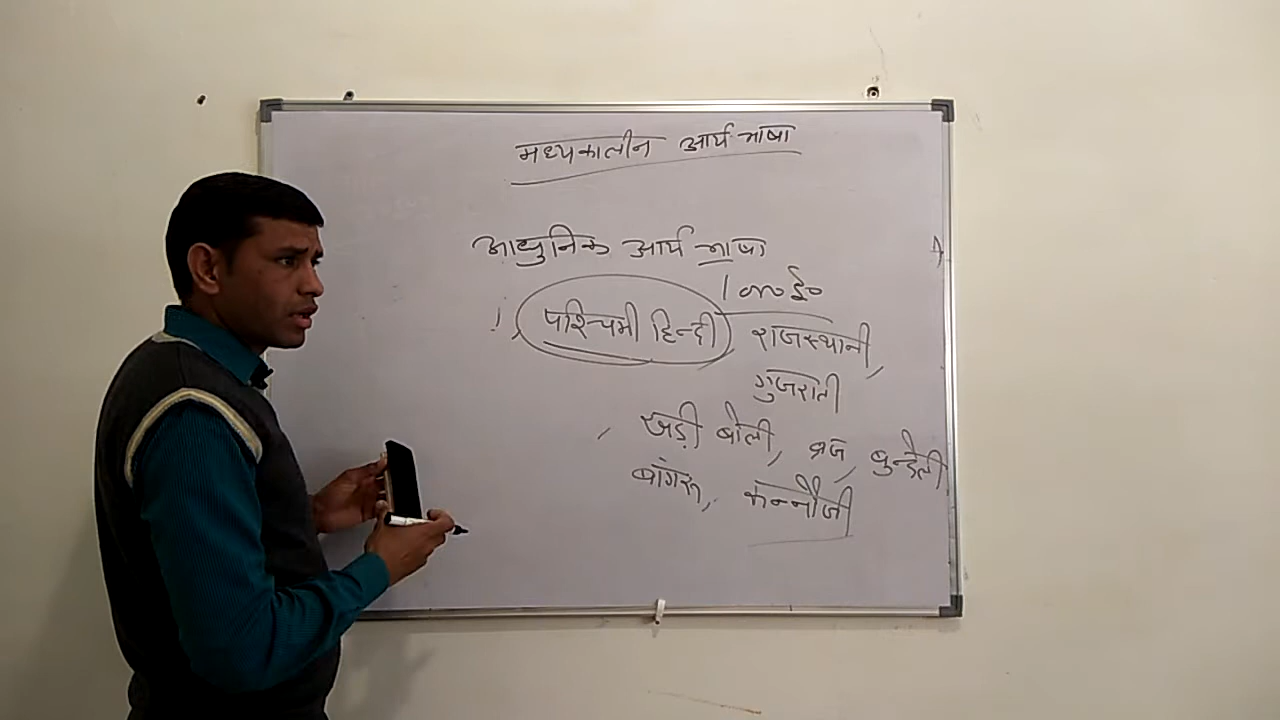 मध्यकालीन आर्य भाषा
आधुनिक आर्य भाषा
1000 ई०
पश्चिमी हिन्दी, राजस्थानी,
गुजराती
खड़ी बोली, ब्रज, बुन्देली
बांगरू, कन्नौजी